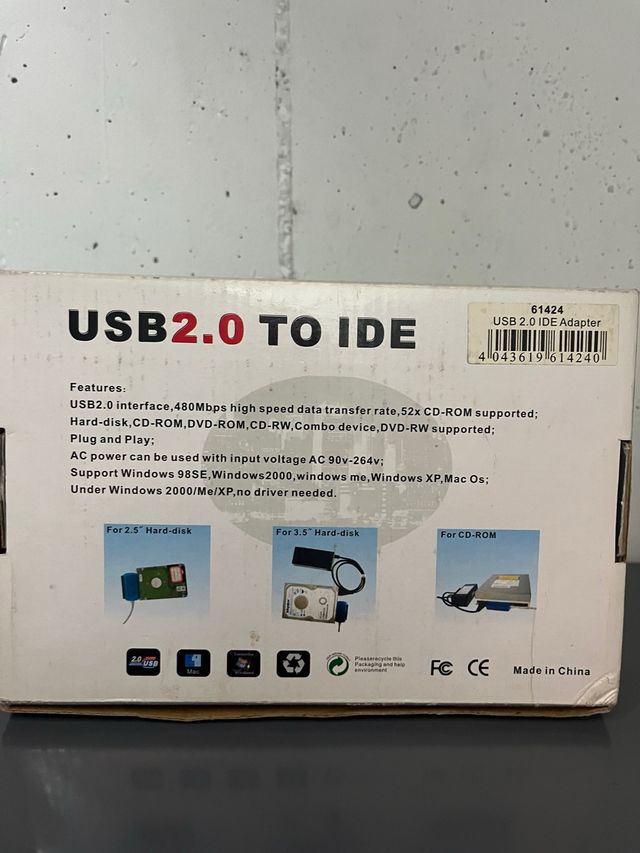 USB2.0 TO IDE
61424
USB 2.0 IDE Adapter
4 043619 614240
Features:
USB2.0 interface,480Mbps high speed data transfer rate,52x CD-ROM supported;
Hard-disk,CD-ROM,DVD-ROM,CD-RW,Combo device,DVD-RW supported;
Plug and Play;
AC power can be used with input voltage AC 90v-264v;
Support Windows 98SE,Windows2000,windows me,Windows XP,Mac Os;
Under Windows 2000/Me/XP,no driver needed.
For 2.5″ Hard-disk
For 3.5″ Hard-disk
For CD-ROM
2.0 USB
Mac
Windows
Pleaserecycle this
Packaging and help
environment
FC CE
Made in China